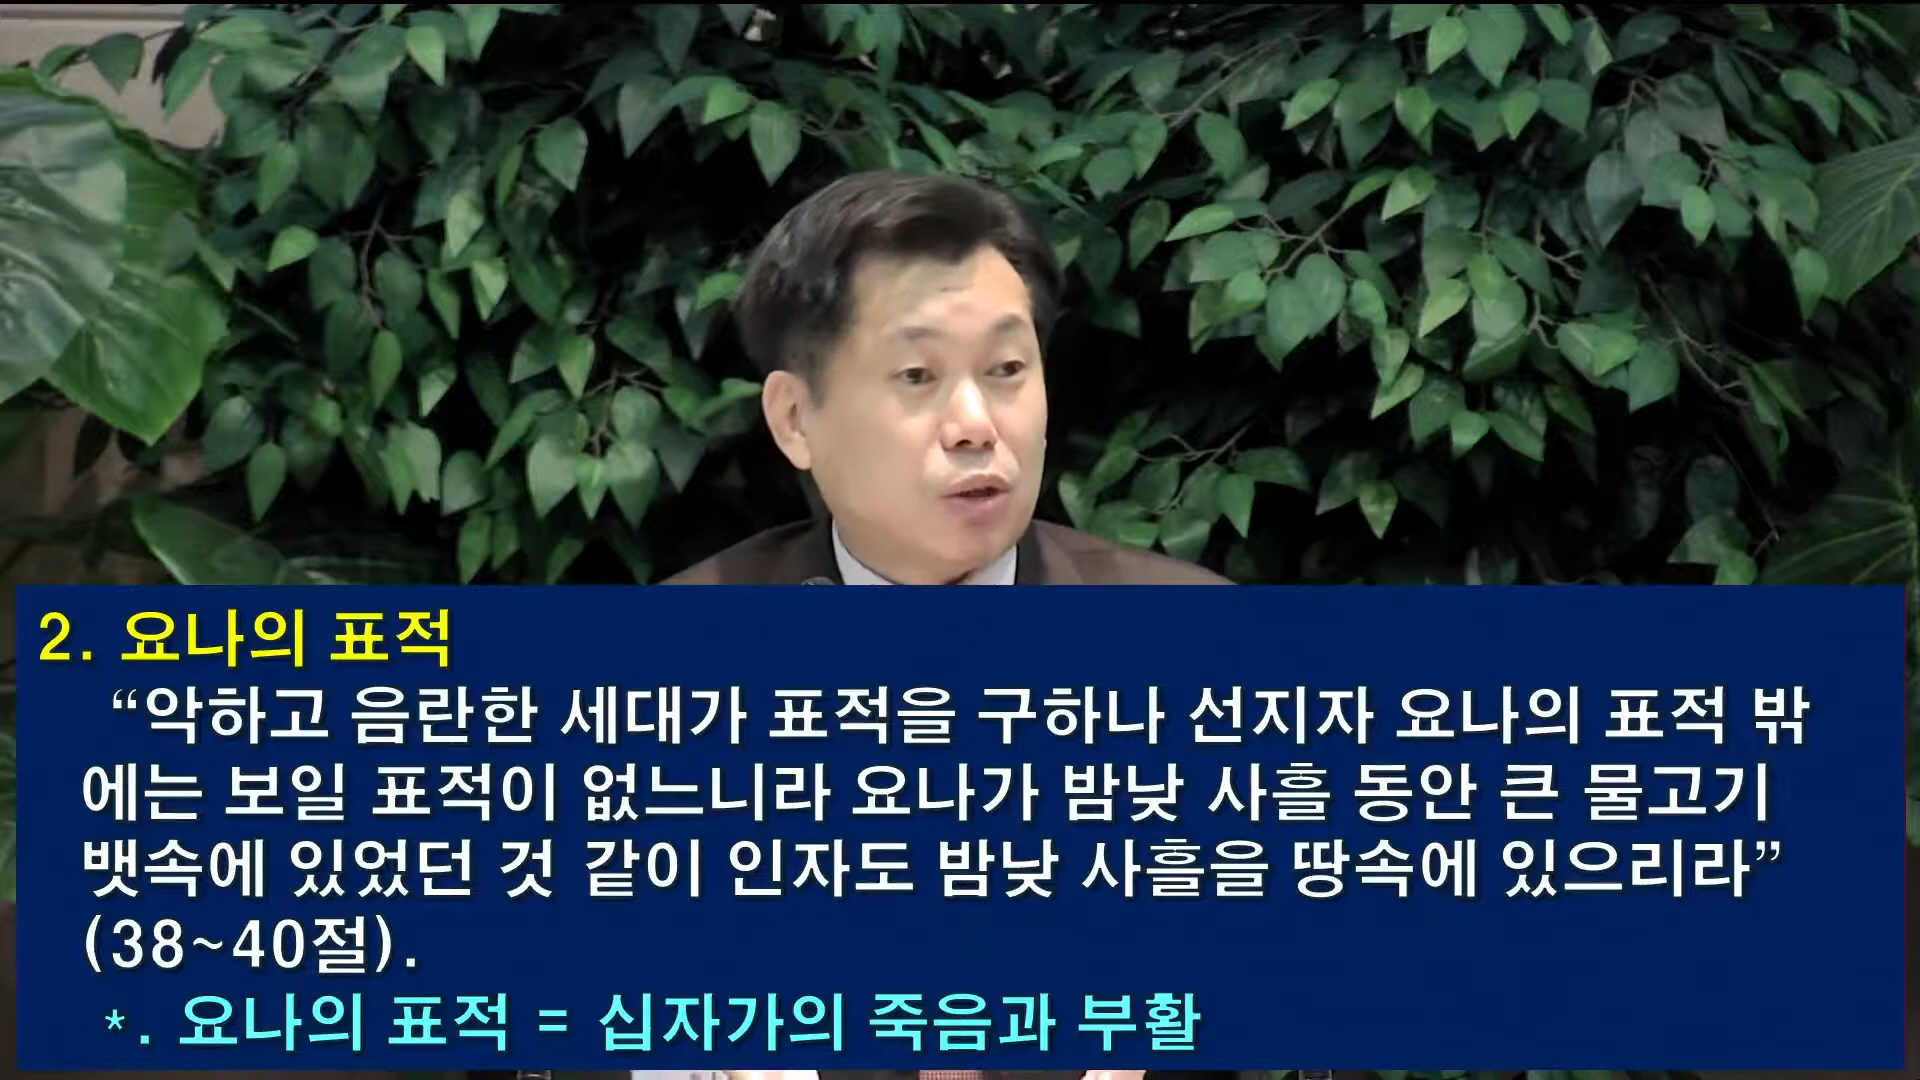 2. 요나의 표적
“악하고 음란한 세대가 표적을 구하나 선지자 요나의 표적 밖
에는 보일 표적이 없느니라 요나가 밤낮 사흘 동안 큰 물고기
뱃속에 있었던 것 같이 인자도 밤낮 사흘을 땅속에 있으리라”
(38~40절).
*. 요나의 표적 = 십자가의 죽음과 부활